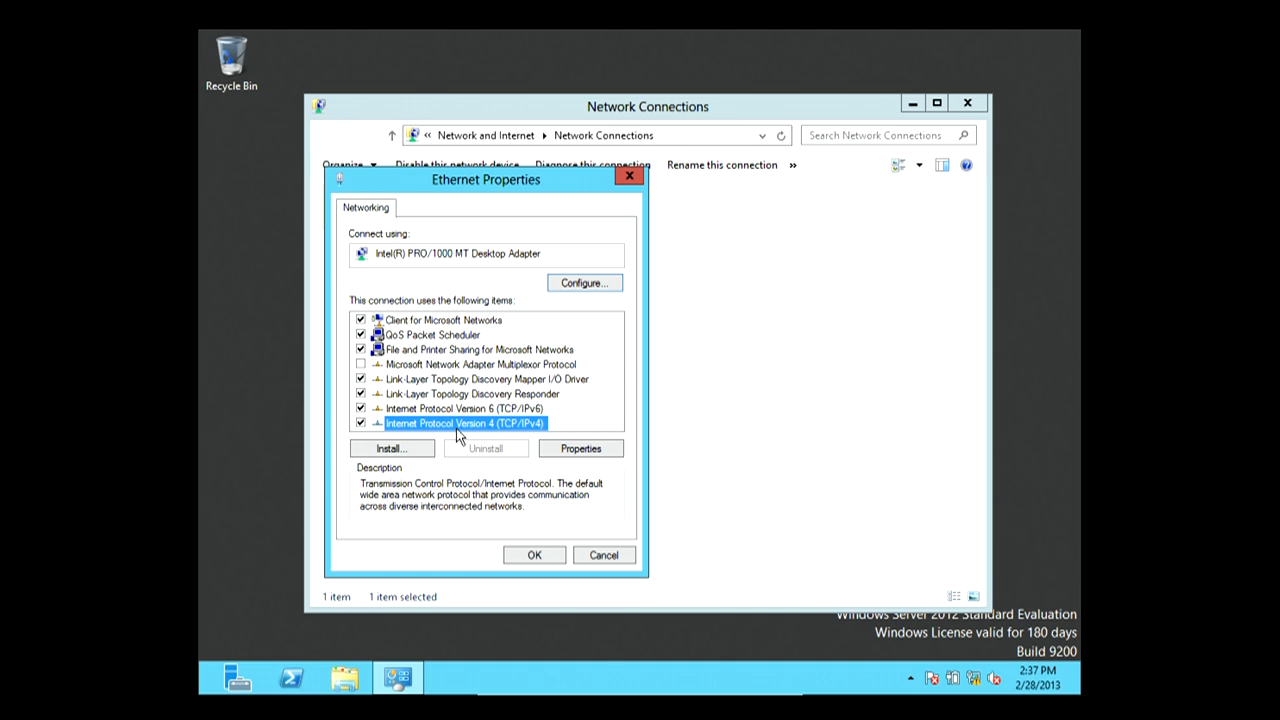 Recycle Bin
Network Connections
« Network and Internet Network Connections
Search Network Connections
Organize Disable this network device Diagnose this connection Rename this connection »
Ethernet Properties
Networking
Connect using:
Intel(R) PRO/1000 MT Desktop Adapter
Configure...
This connection uses the following items:
Client for Microsoft Networks
QoS Packet Scheduler
File and Printer Sharing for Microsoft Networks
Microsoft Network Adapter Multiplexor Protocol
Link-Layer Topology Discovery Mapper I/O Driver
Link-Layer Topology Discovery Responder
Internet Protocol Version 6 (TCP/IPv6)
Internet Protocol Version 4 (TCP/IPv4)
Install... Uninstall Properties
Description
Transmission Control Protocol/Internet Protocol. The default
wide area network protocol that provides communication
across diverse interconnected networks.
OK Cancel
1 item 1 item selected
Windows Server 2012 Standard Evaluation
Windows License valid for 180 days
Build 9200
2:37 PM
2/28/2013